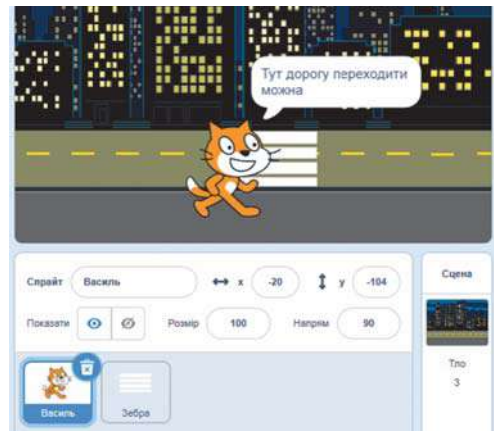 Тут дорогу переходити
можна
Спрайт Василь x -20 y -104
Показати Розмір 100 Напрям 90
Василь Зебра
Сцена
Тло
3